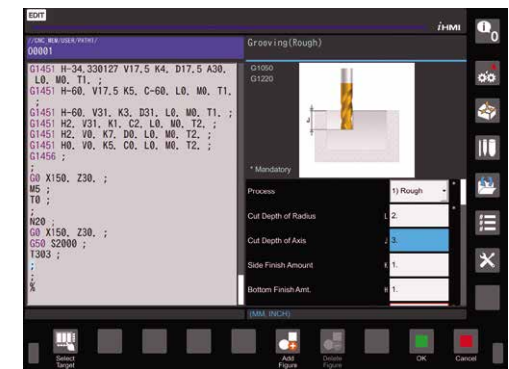 EDIT
iHMI
0
//CNC_MEM/USER/PATH1/
O0001
Grooving(Rough)
G1451 H-34.330127 V17.5 K4. D17.5 A30.
L0. M0. T1. ;
G1451 H-60. V17.5 K5. C-60. L0. M0. T1.
;
G1451 H-60. V31. K3. D31. L0. M0. T1. ;
G1451 H2. V31. K1. C2. L0. M0. T2. ;
G1451 H2. V0. K7. D0. L0. M0. T2. ;
G1451 H0. V0. K5. C0. L0. M0. T2. ;
G1456 ;
;
G0 X150. Z30. ;
M5 ;
T0 ;
;
N20 ;
G0 X150. Z30. ;
G50 S2000 ;
T303 ;
;
;
%
G1050
G1220
J
* Mandatory
Process 1) Rough
Cut Depth of Radius L 2.
Cut Depth of Axis J 3.
Side Finish Amount K 1.
Bottom Finish Amt. H 1.
(MM, INCH)
Select
Target
Add
Figure
Delete
Figure
OK
Cancel